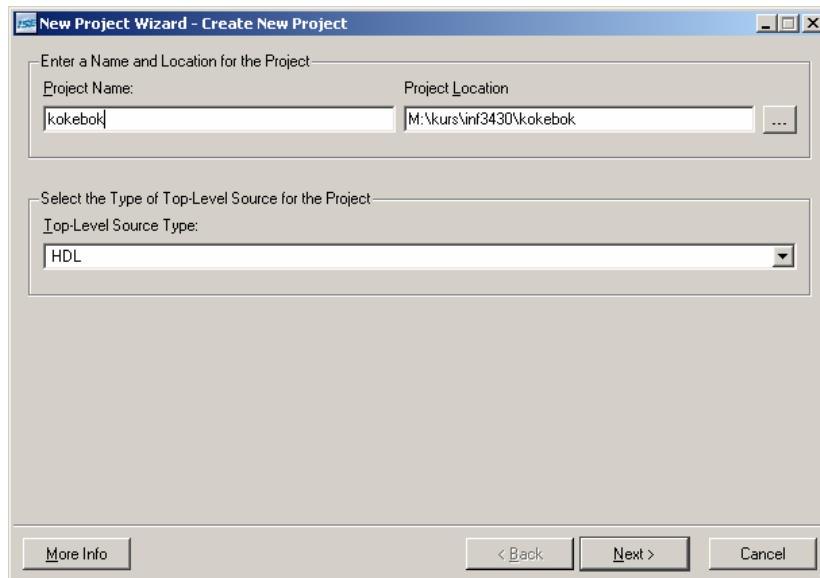 ISE New Project Wizard - Create New Project
Enter a Name and Location for the Project
Project Name: Project Location
kokebok M:\kurs\inf3430\kokebok ...
Select the Type of Top-Level Source for the Project
Top-Level Source Type:
HDL
More Info < Back Next > Cancel